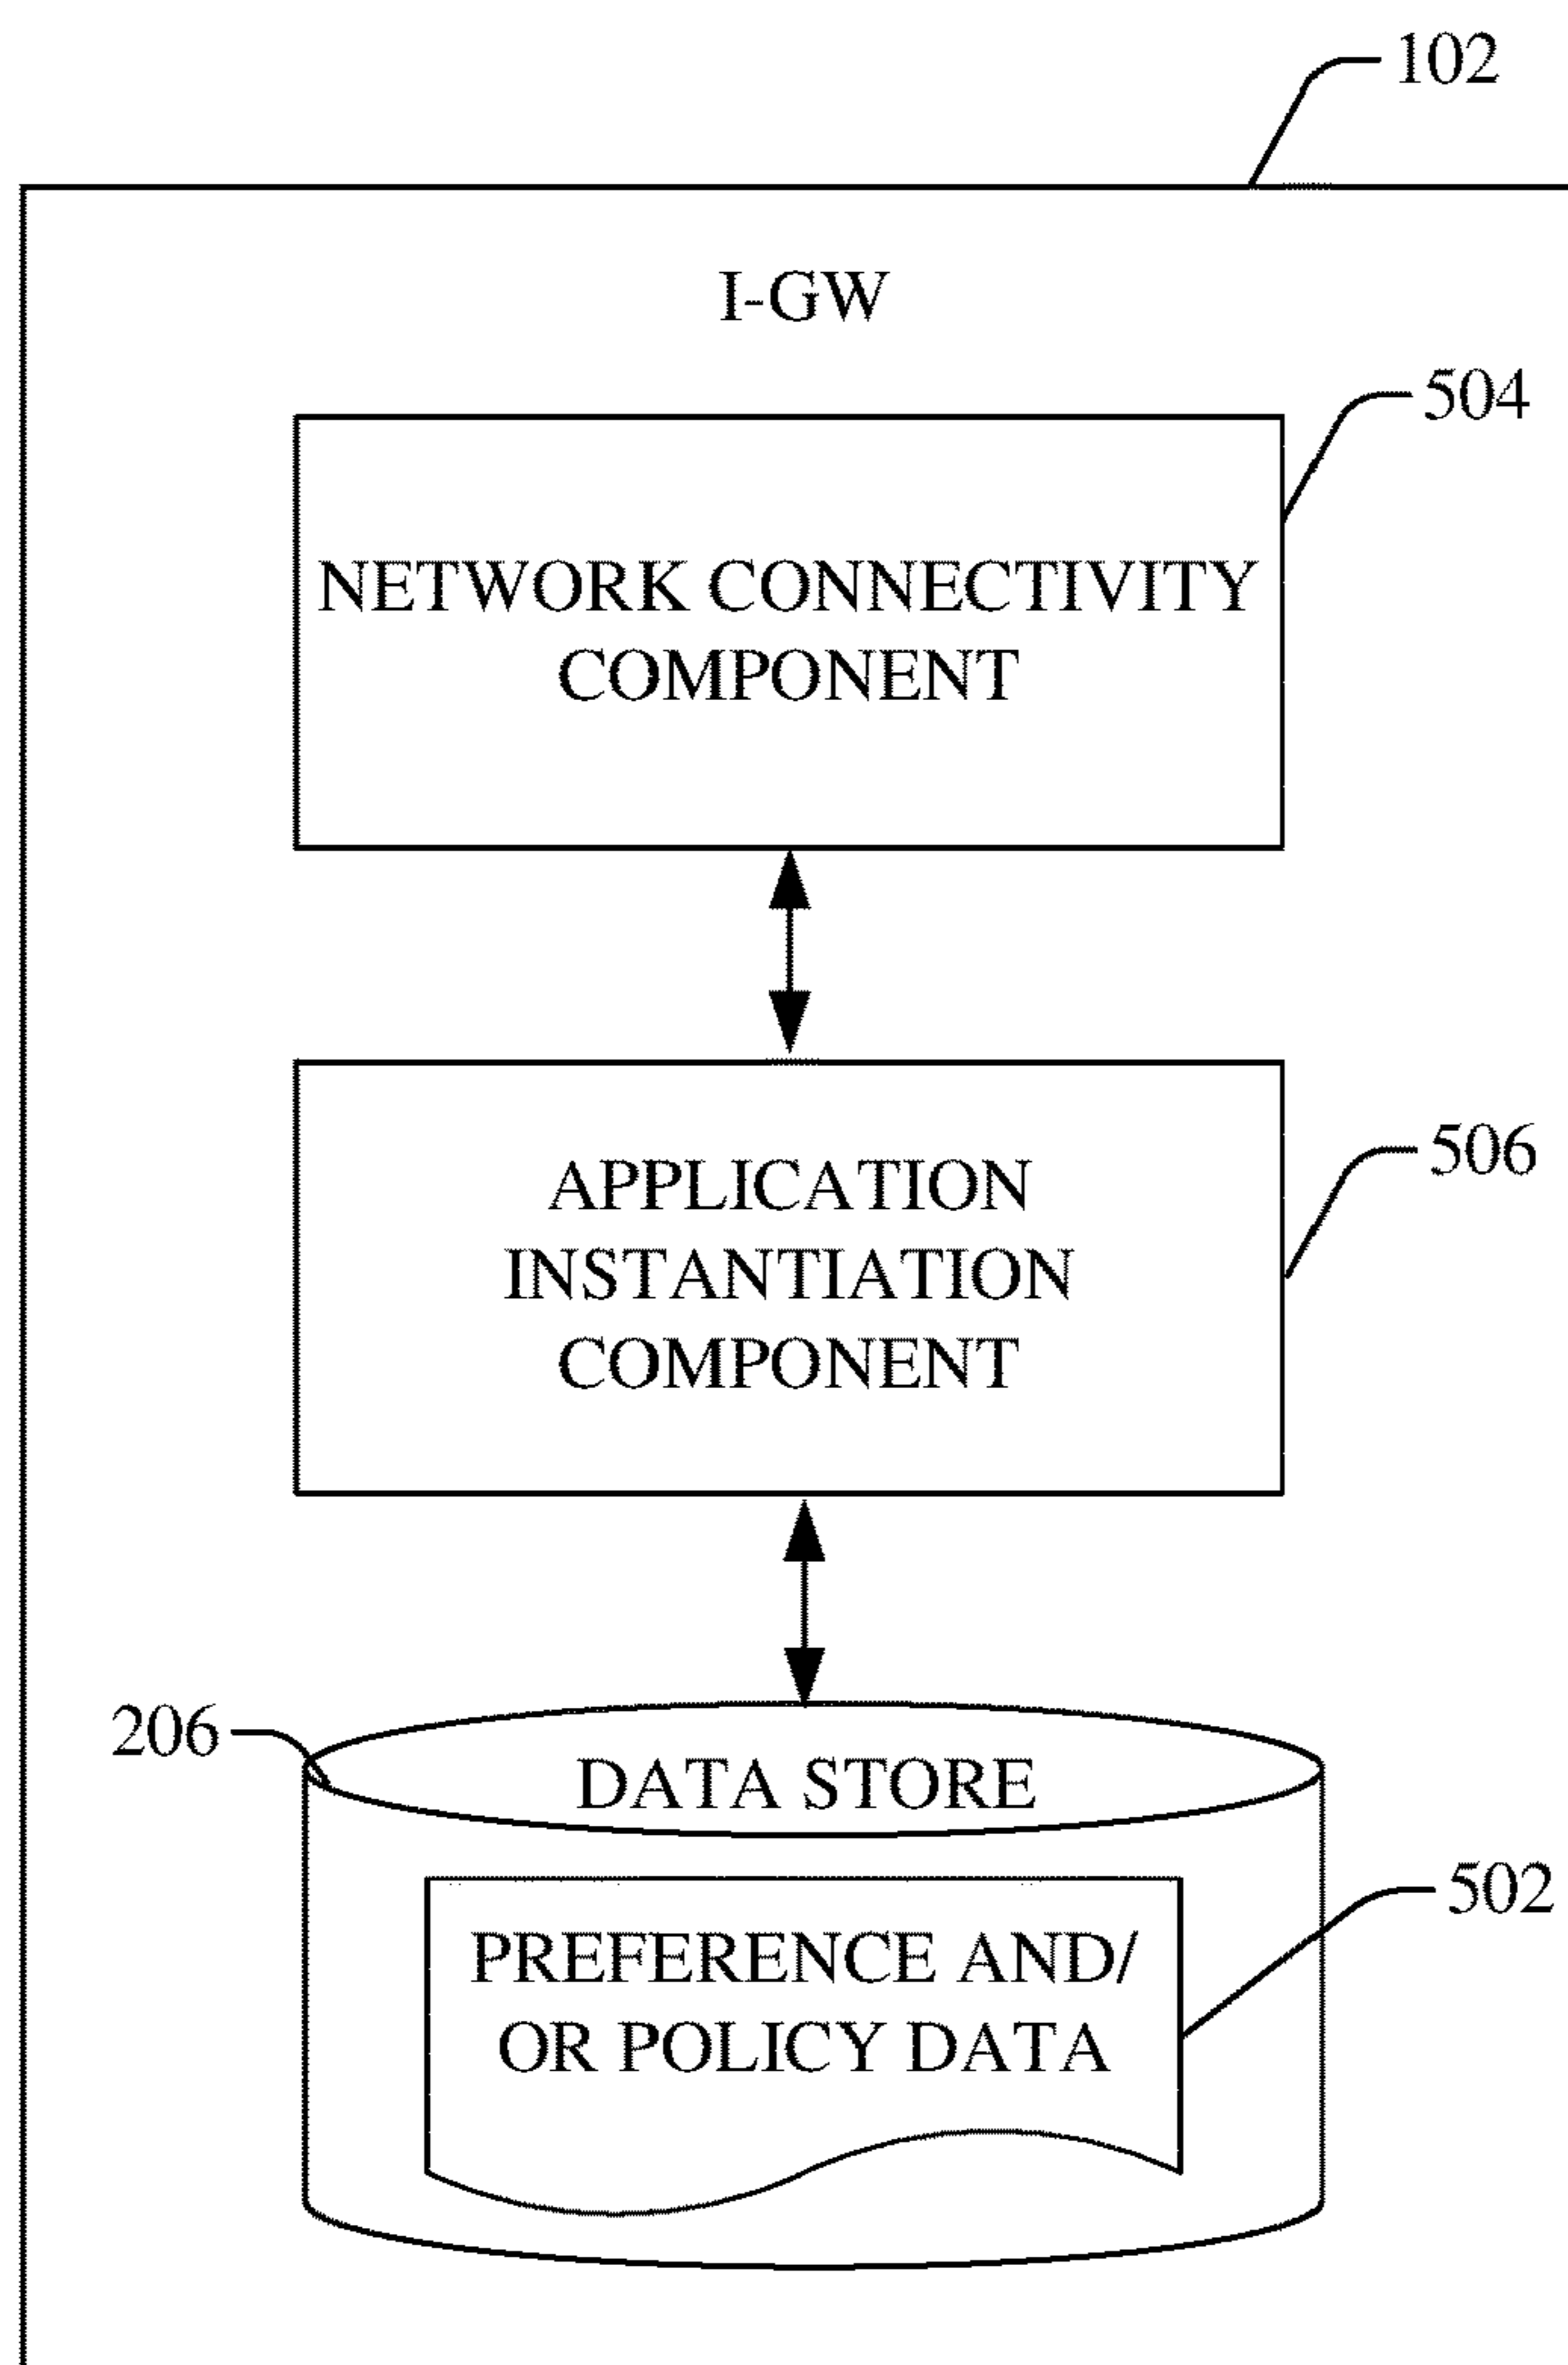 102
I-GW
504
NETWORK CONNECTIVITY
COMPONENT
506
APPLICATION
INSTANTIATION
COMPONENT
206
DATA STORE
502
PREFERENCE AND/
OR POLICY DATA